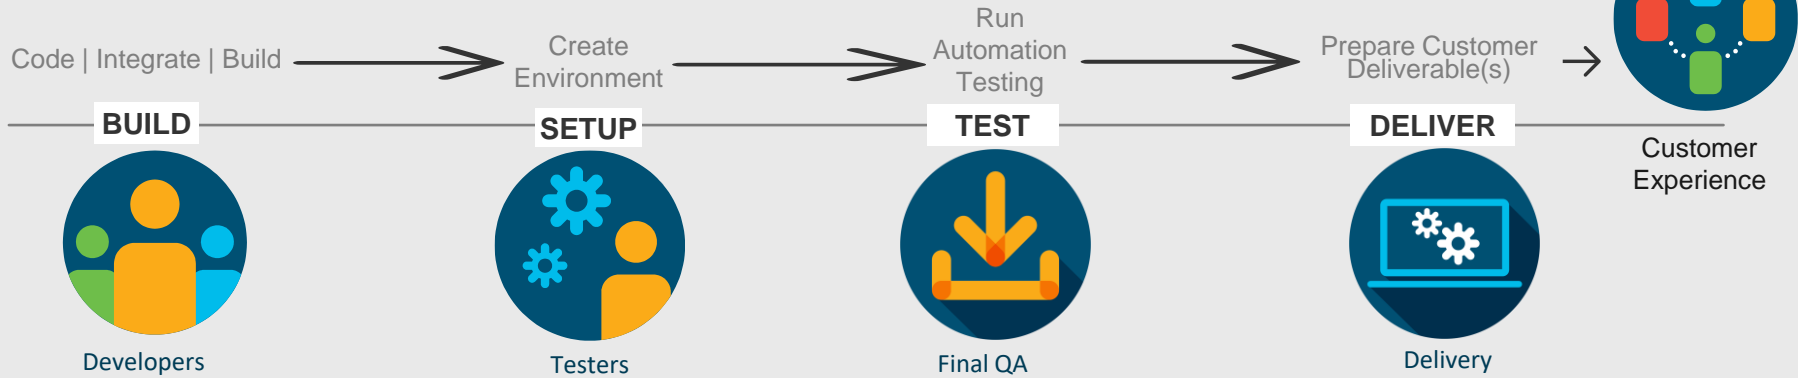 Code | Integrate | Build
Create
Environment
Run
Automation
Testing
Prepare Customer
Deliverable(s)
BUILD
SETUP
TEST
DELIVER
Customer
Experience
Developers
Testers
Final QA
Delivery